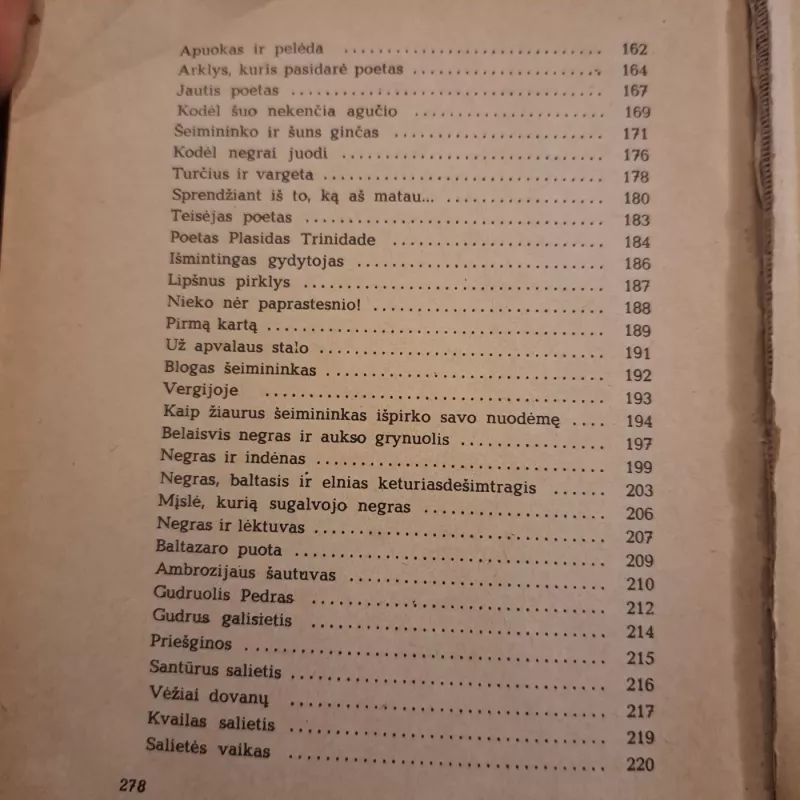 Apuokas ir pelėda ................................ 162
Arklys, kuris pasidarė poetas ........................ 164
Jautis poetas .................................... 167
Kodėl šuo nekenčia agučio ........................ 169
Šeimininko ir šuns ginčas .......................... 171
Kodėl negrai juodi ................................ 176
Turčius ir vargeta .................................. 178
Sprendžiant iš to, ką aš matau... .................... 180
Teisėjas poetas .................................... 183
Poetas Plasidas Trinidade .......................... 184
Išmintingas gydytojas .............................. 186
Lipšnus pirklys .................................... 187
Nieko nėr paprastesnio! ............................ 188
Pirmą kartą ........................................ 189
Už apvalaus stalo .................................. 191
Blogas šeimininkas ................................ 192
Vergijoje ........................................ 193
Kaip žiaurus šeimininkas išpirko savo nuodėmę .... 194
Belaisvis negras ir aukso grynuolis .................. 197
Negras ir indėnas .................................. 199
Negras, baltasis ir elnias keturiasdešimtragis ...... 203
Mįslė, kurią sugalvojo negras ...................... 206
Negras ir lėktuvas .................................. 207
Baltazaro puota .................................... 209
Ambrozijaus šautuvas .............................. 210
Gudruolis Pedras .................................. 212
Gudrus galisietis .................................. 214
Priešginos ........................................ 215
Santūrus salietis .................................. 216
Vėžiai dovanų .................................... 217
Kvailas salietis .................................... 219
Salietės vaikas .................................... 220
278